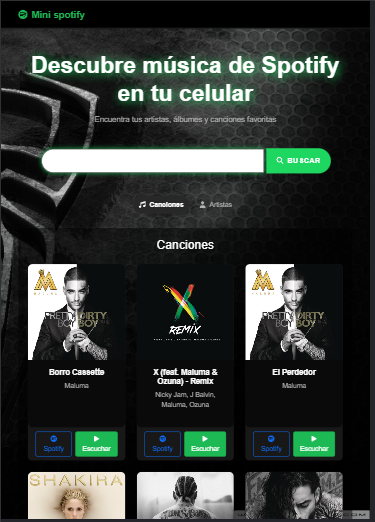 Mini spotify
Descubre música de Spotify
en tu celular
Encuentra tus artistas, álbumes y canciones favoritas
BUSCAR
Canciones
Artistas
Canciones
MALUMA
PRETTY DIRTY
BOY BOY
X
REMIX
MALUMA
PRETTY DIRTY
BOY BOY
Borro Cassette
Maluma
X (feat. Maluma &
Ozuna) - Remix
Nicky Jam, J Balvin,
Maluma, Ozuna
El Perdedor
Maluma
Spotify
Escuchar
Spotify
Escuchar
Spotify
Escuchar
SHAKIRA